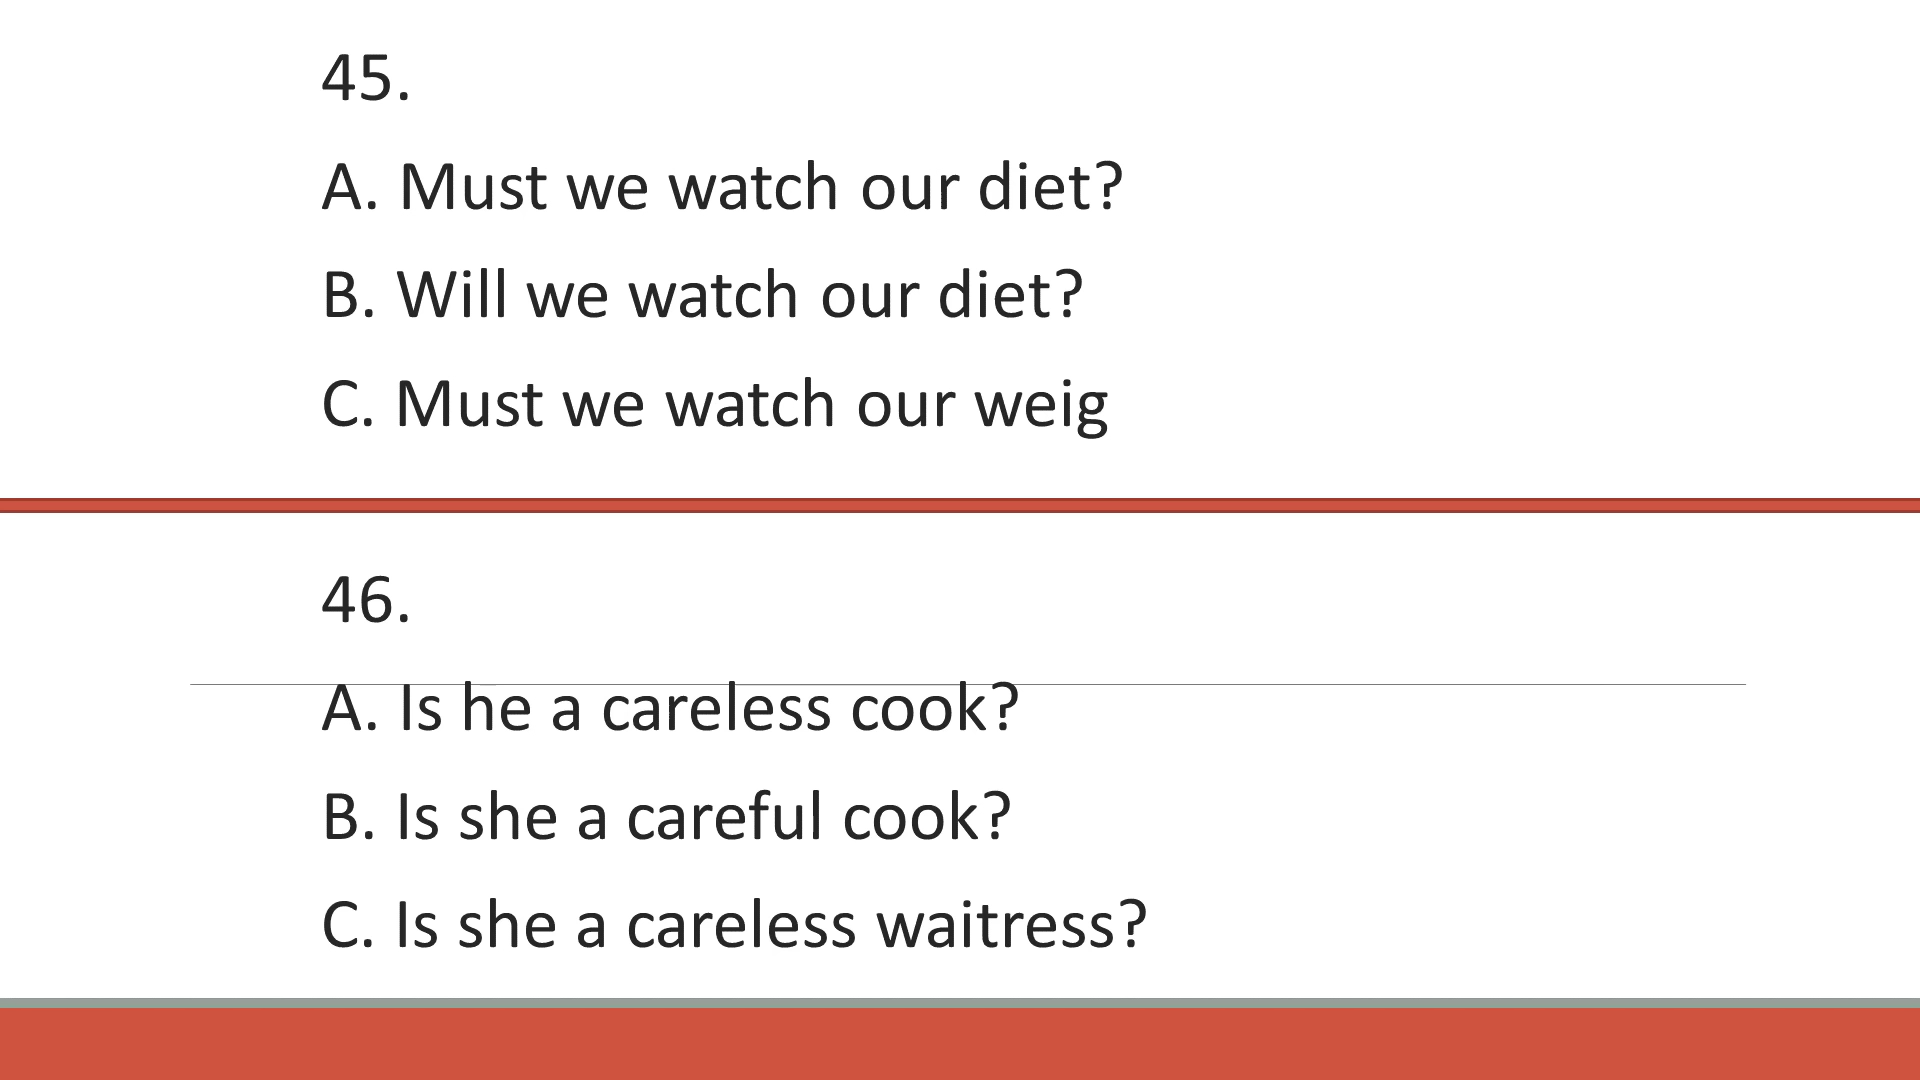 45.
A. Must we watch our diet?
B. Will we watch our diet?
C. Must we watch our weig
46.
A. Is he a careless cook?
B. Is she a careful cook?
C. Is she a careless waitress?